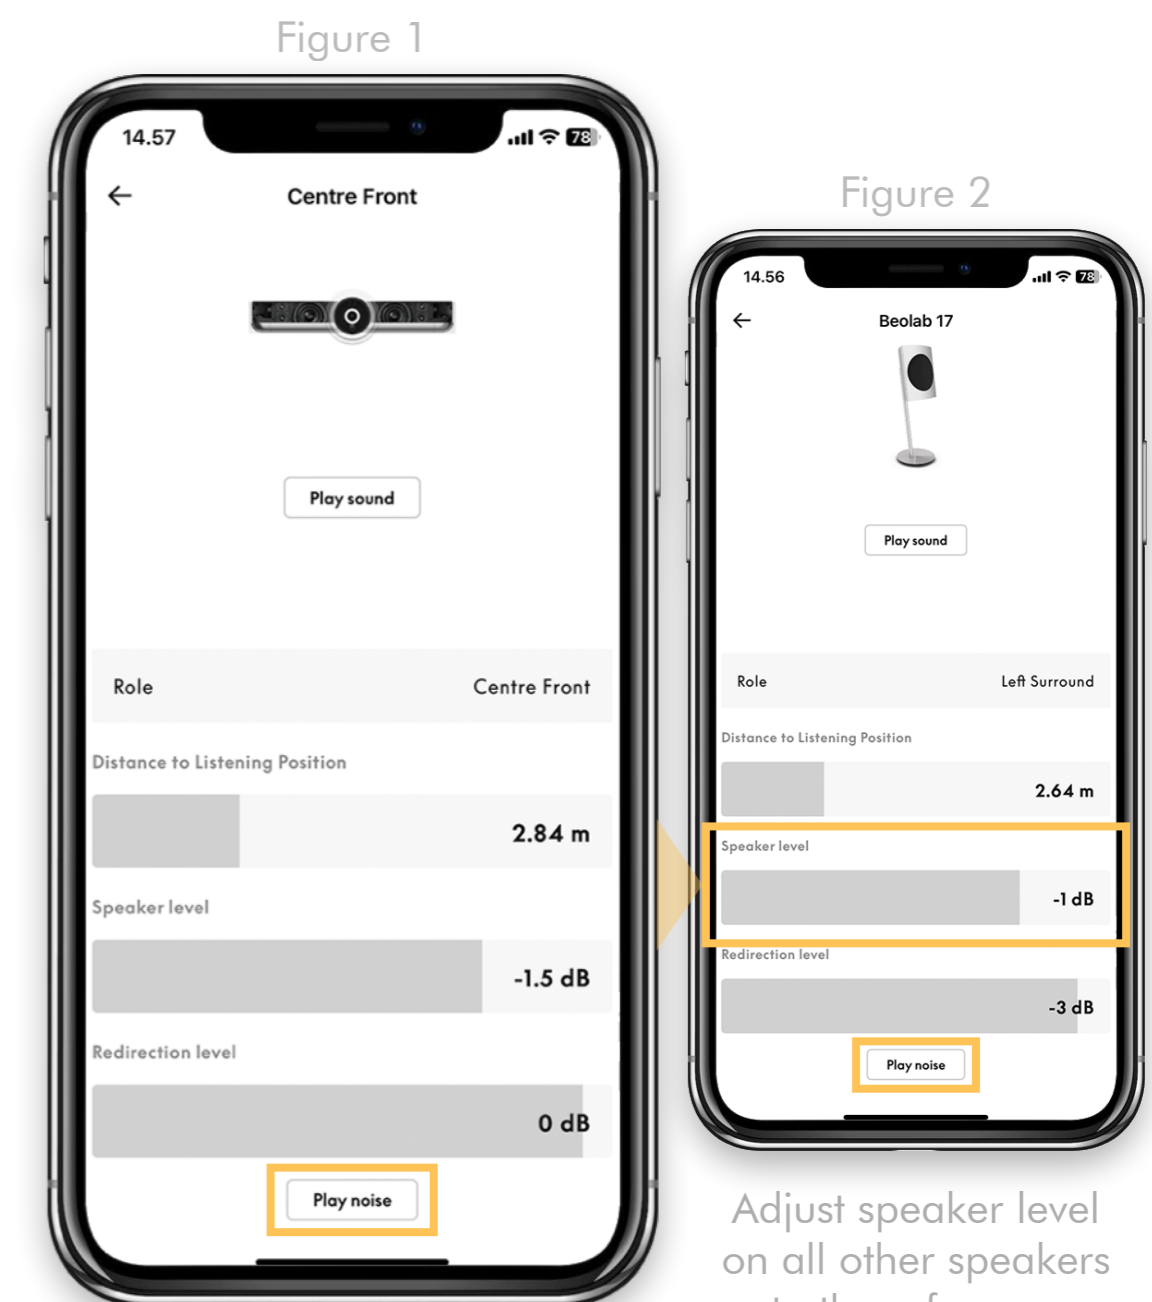 Figure 1
14.57
78
Centre Front
Play sound
Role
Centre Front
Distance to Listening Position
2.84 m
Speaker level
-1.5 dB
Redirection level
0 dB
Play noise
Figure 2
14.56
78
Beolab 17
Play sound
Role
Left Surround
Distance to Listening Position
2.64 m
Speaker level
-1 dB
Redirection level
-3 dB
Play noise
Adjust speaker level
on all other speakers